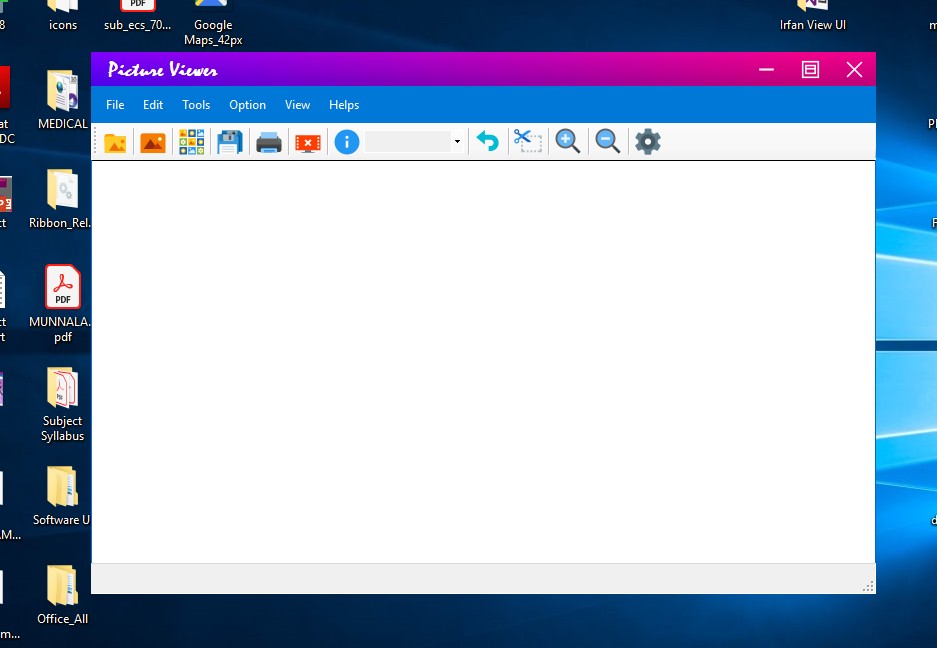 8
icons
PDF
sub_ecs_70...
Google
Maps_42px
Irfan View UI
Picture Viewer
File Edit Tools Option View Helps
MEDICAL
at
DC
Ribbon_Rel.
ct
PDF
MUNNALA.
pdf
ct
rt
Subject
Syllabus
Software U
.M...
Office_All
m...